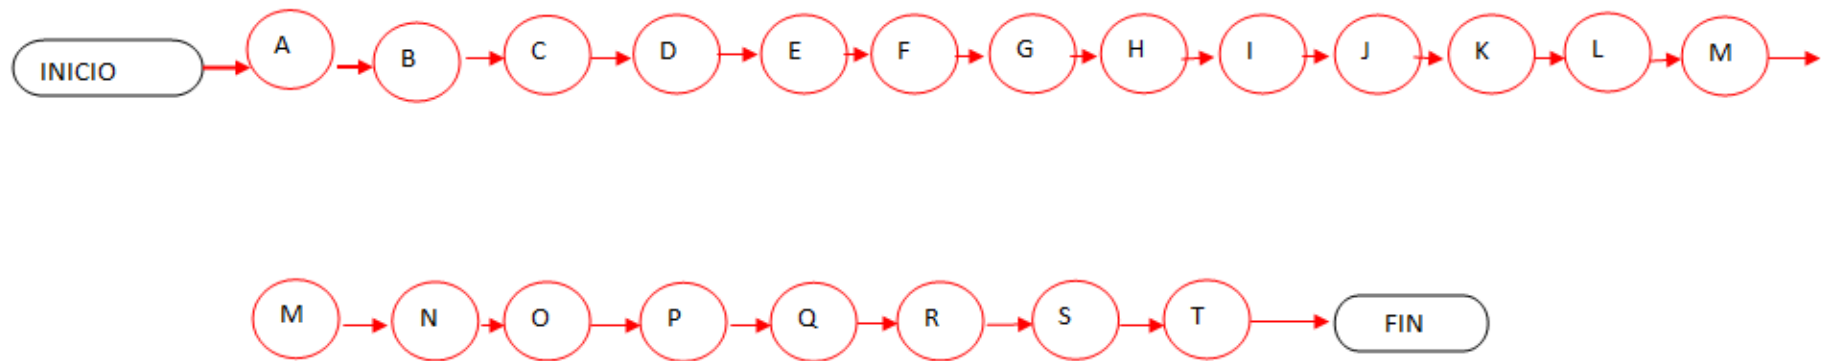 INICIO A B C D E F G H I J K L M
M N O P Q R S T FIN